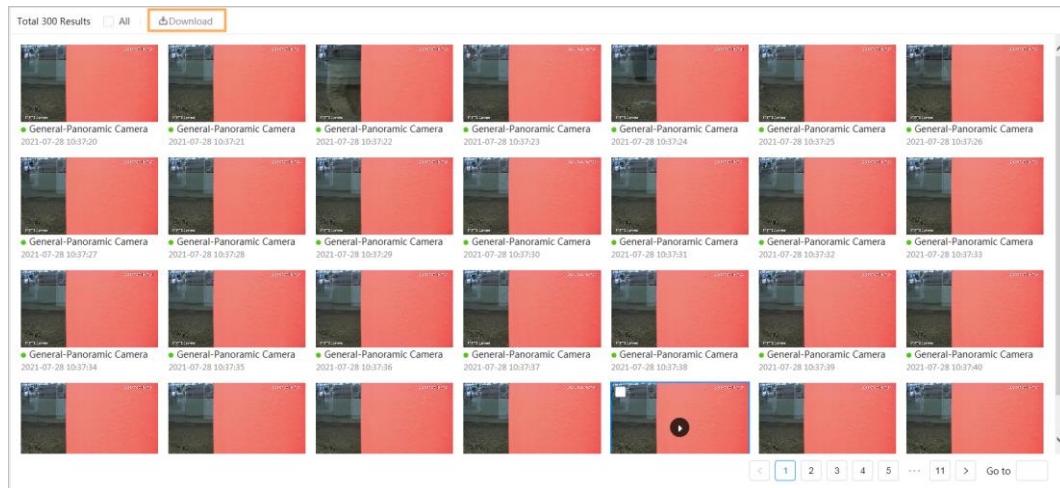 Total 300 Results All Download
General-Panoramic Camera General-Panoramic Camera General-Panoramic Camera General-Panoramic Camera General-Panoramic Camera General-Panoramic Camera General-Panoramic Camera
2021-07-28 10:37:20 2021-07-28 10:37:21 2021-07-28 10:37:22 2021-07-28 10:37:23 2021-07-28 10:37:24 2021-07-28 10:37:25 2021-07-28 10:37:26
General-Panoramic Camera General-Panoramic Camera General-Panoramic Camera General-Panoramic Camera General-Panoramic Camera General-Panoramic Camera General-Panoramic Camera
2021-07-28 10:37:27 2021-07-28 10:37:28 2021-07-28 10:37:29 2021-07-28 10:37:30 2021-07-28 10:37:31 2021-07-28 10:37:32 2021-07-28 10:37:33
General-Panoramic Camera General-Panoramic Camera General-Panoramic Camera General-Panoramic Camera General-Panoramic Camera General-Panoramic Camera General-Panoramic Camera
2021-07-28 10:37:34 2021-07-28 10:37:35 2021-07-28 10:37:36 2021-07-28 10:37:37 2021-07-28 10:37:38 2021-07-28 10:37:39 2021-07-28 10:37:40
< 1 2 3 4 5 ··· 11 > Go to